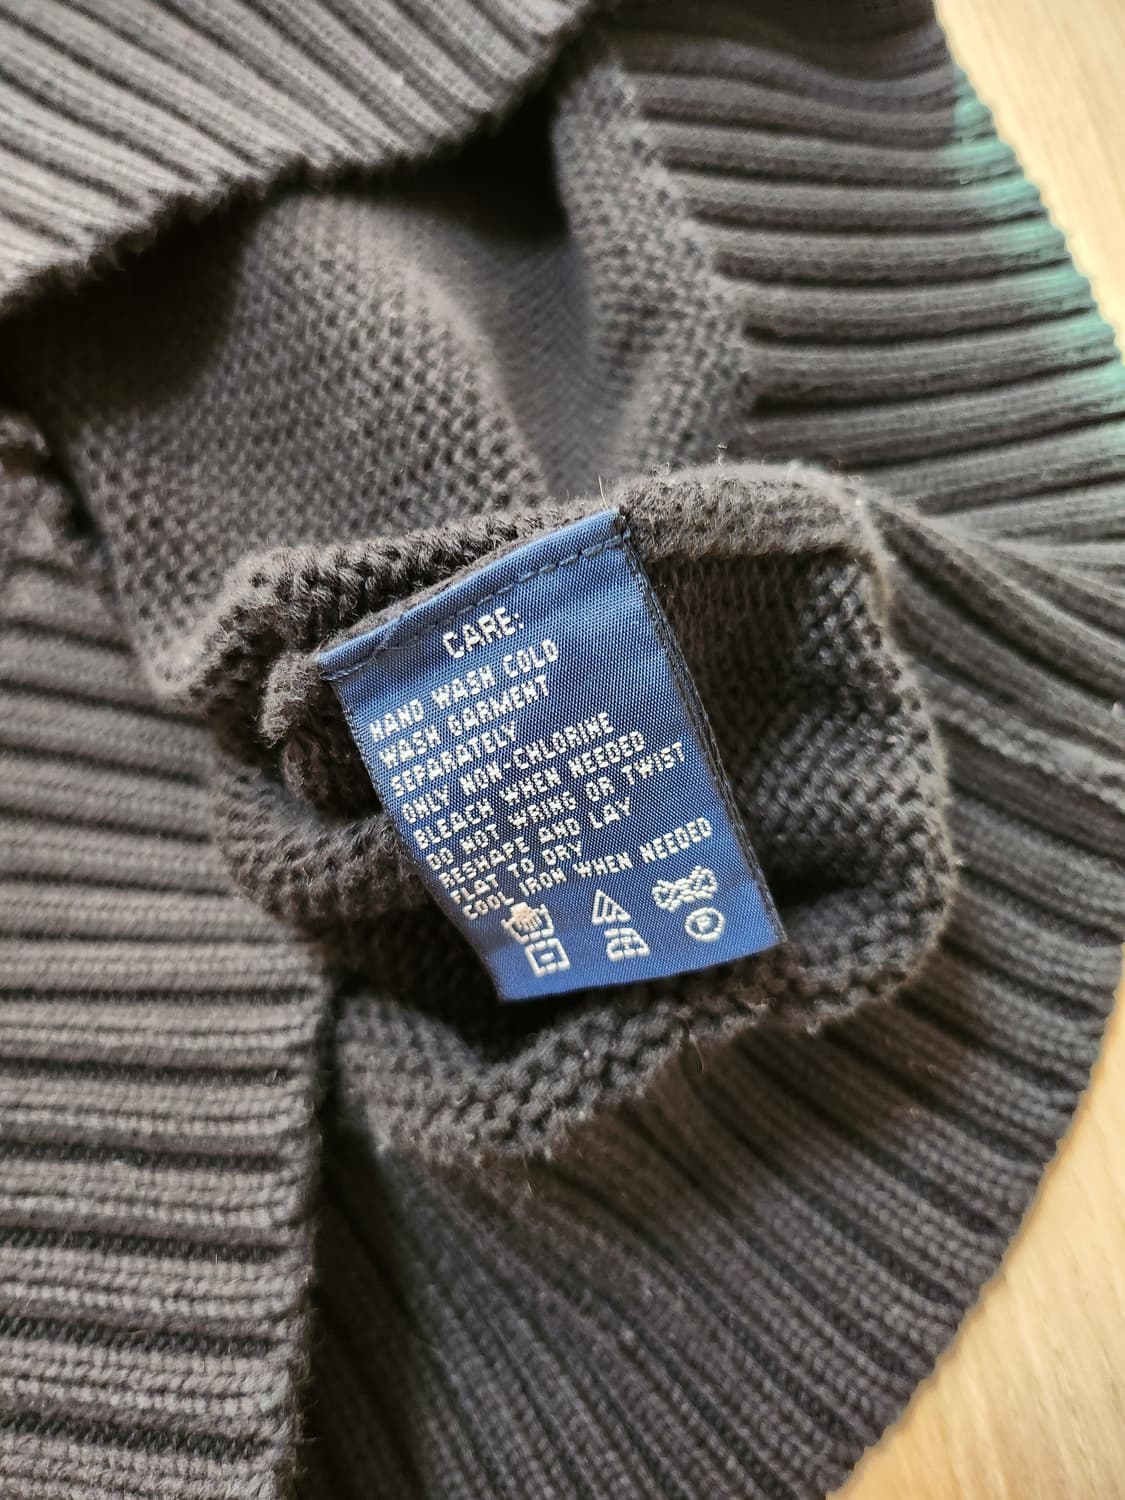 CARE:
HAND WASH COLD
WASH GARMENT
SEPARATELY
ONLY NON-CHLORINE
BLEACH WHEN NEEDED
DO NOT WRING OR TWIST
RESHAPE AND LAY
FLAT TO DRY
COOL IRON WHEN NEEDED
P